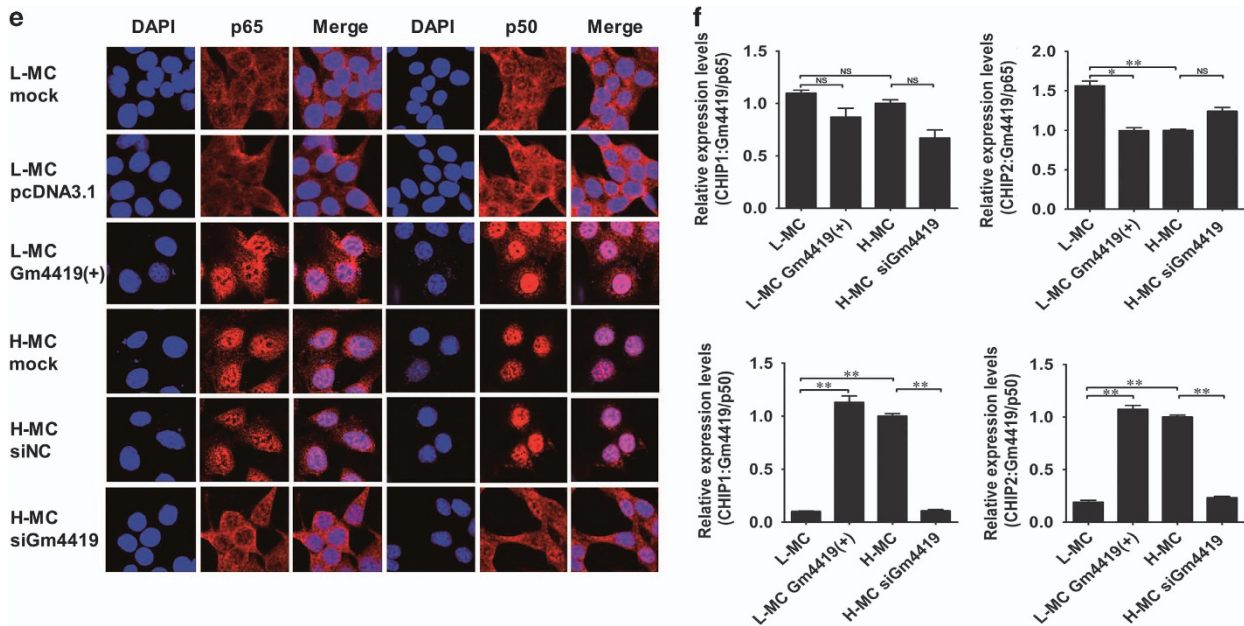 e
DAPI p65 Merge DAPI p50 Merge
L-MC
mock
L-MC
pcDNA3.1
L-MC
Gm4419(+)
H-MC
mock
H-MC
siNC
H-MC
siGm4419
f
Relative expression levels
(CHIP1:Gm4419/p65)
1.5
1.0
0.5
0.0
NS
NS
NS
L-MC
L-MC Gm4419(+)
H-MC
H-MC siGm4419
Relative expression levels
(CHIP2:Gm4419/p65)
2.0
1.5
1.0
0.5
0.0
**
*
NS
L-MC
L-MC Gm4419(+)
H-MC
H-MC siGm4419
Relative expression levels
(CHIP1:Gm4419/p50)
1.5
1.0
0.5
0.0
**
**
**
L-MC
L-MC Gm4419(+)
H-MC
H-MC siGm4419
Relative expression levels
(CHIP2:Gm4419/p50)
1.5
1.0
0.5
0.0
**
**
**
L-MC
L-MC Gm4419(+)
H-MC
H-MC siGm4419